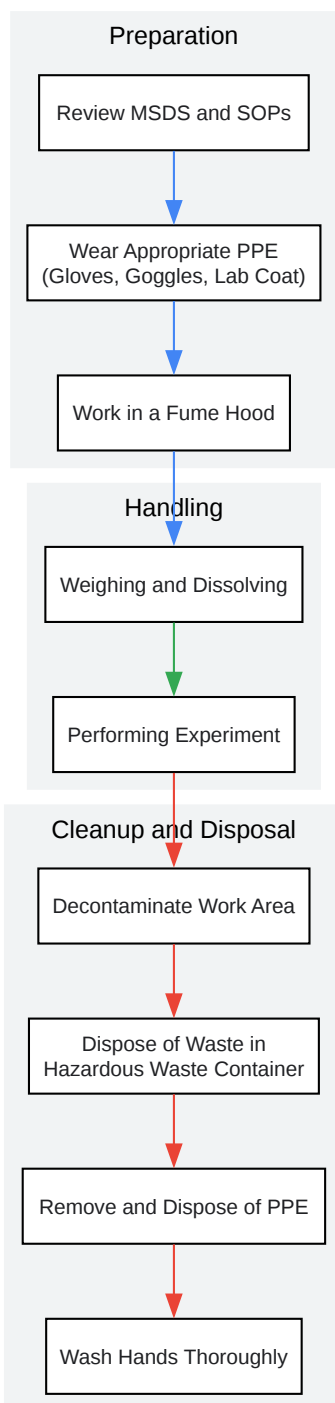 Preparation
Review MSDS and SOPs
Wear Appropriate PPE
(Gloves, Goggles, Lab Coat)
Work in a Fume Hood
Handling
Weighing and Dissolving
Performing Experiment
Cleanup and Disposal
Decontaminate Work Area
Dispose of Waste in
Hazardous Waste Container
Remove and Dispose of PPE
Wash Hands Thoroughly